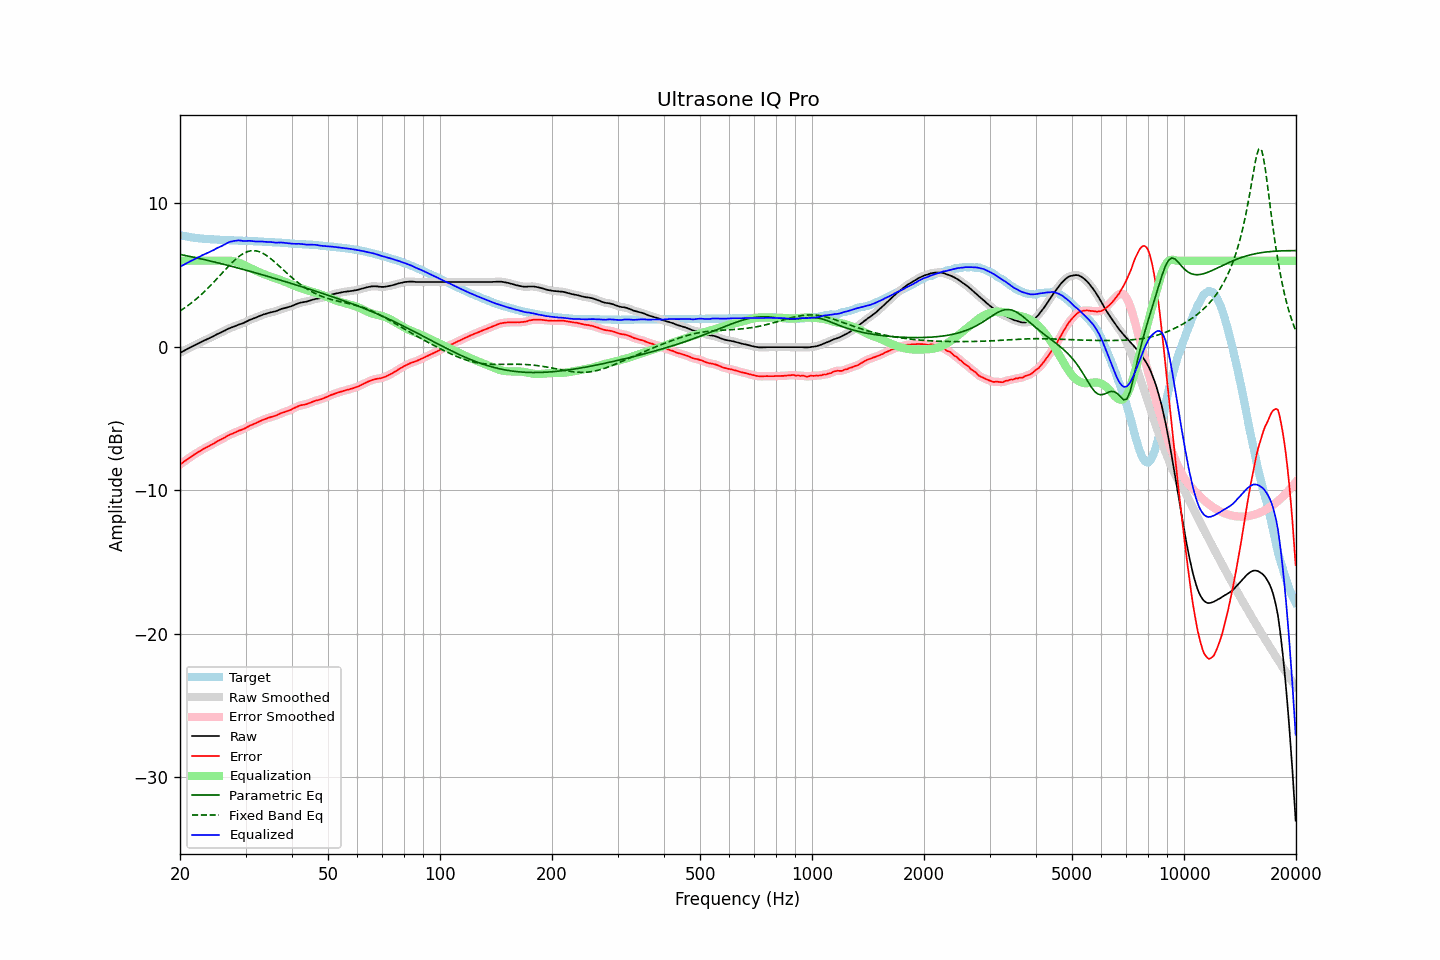 Ultrasone IQ Pro
Amplitude (dBr)
10
0
−10
−20
−30
Target
Raw Smoothed
Error Smoothed
Raw
Error
Equalization
Parametric Eq
Fixed Band Eq
Equalized
20 50 100 200 500 1000 2000 5000 10000 20000
Frequency (Hz)